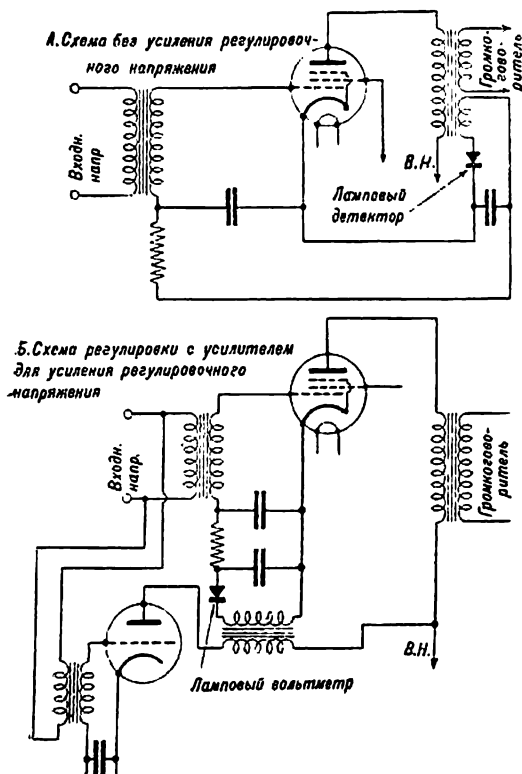 А. Схема без усиления регулировоч-
ного напряжения
Входн.
напр
Громко-
гово-
ритель
В.Н.
Ламповый
детектор
Б. Схема регулировки с усилителем
для усиления регулировочного
напряжения
Входн.
напр.
Громкогово-
ритель
В.Н.
Ламповый вольтметр